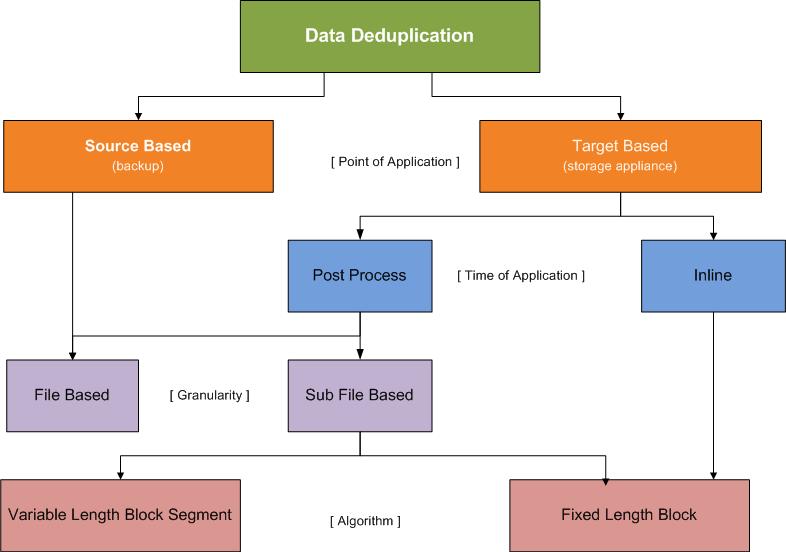 Data Deduplication
Source Based
(backup)
[ Point of Application ]
Target Based
(storage appliance)
Post Process
[ Time of Application ]
Inline
File Based
[ Granularity ]
Sub File Based
Variable Length Block Segment
[ Algorithm ]
Fixed Length Block